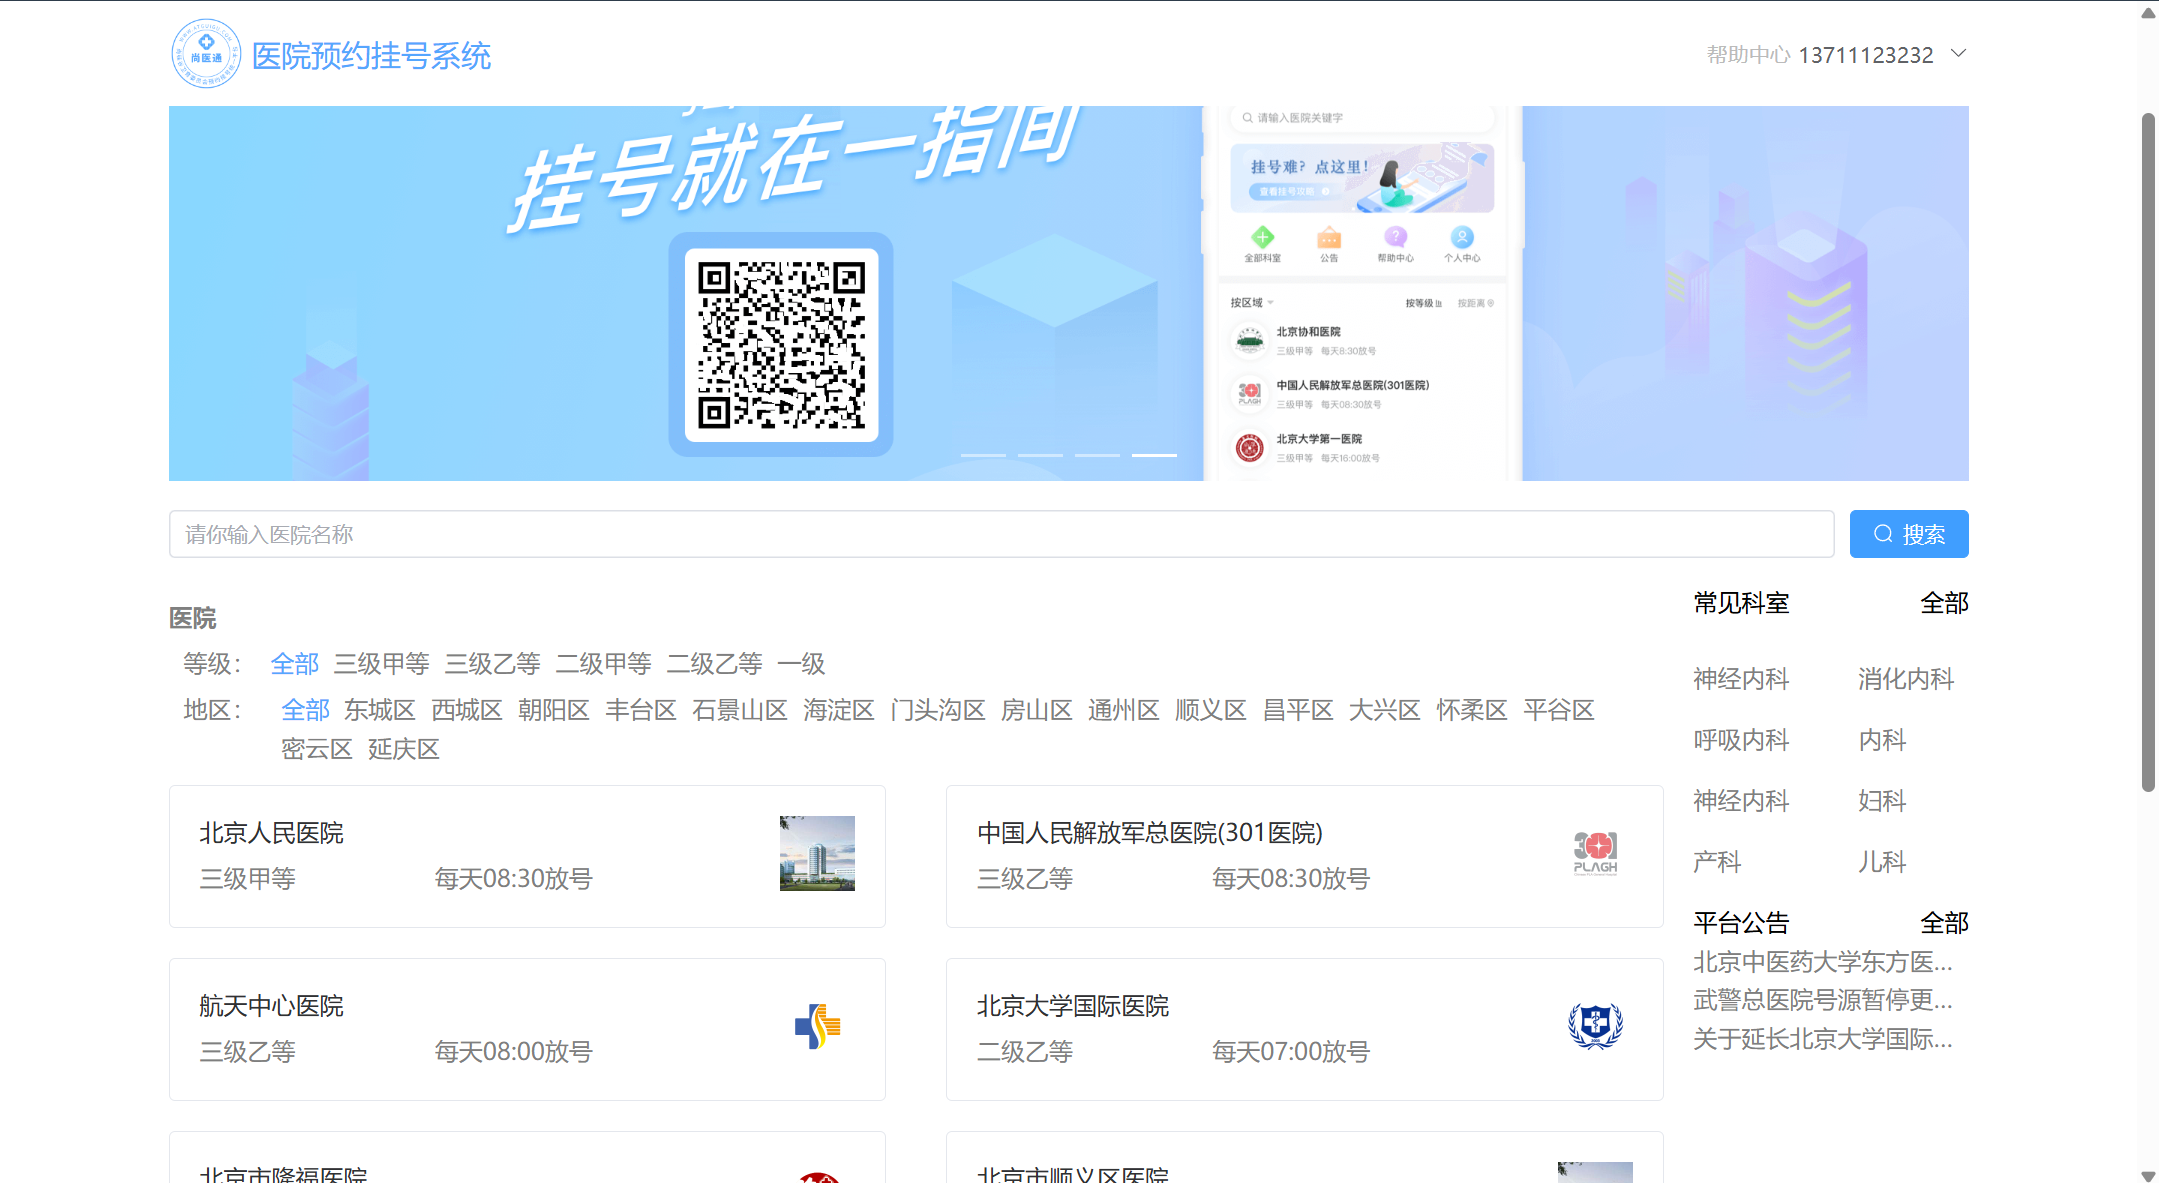 尚医通
医院预约挂号系统
帮助中心 13711123232
挂号就在一指间
请输入医院关键字
挂号难？点这里！
查看挂号攻略
全部科室 公告 帮助中心 个人中心
按区域 按等级 按距离
北京协和医院
三级甲等 每天8:30放号
中国人民解放军总医院(301医院)
三级甲等 每天08:30放号
北京大学第一医院
三级甲等 每天16:00放号
请你输入医院名称
搜索
医院
等级： 全部 三级甲等 三级乙等 二级甲等 二级乙等 一级
地区： 全部 东城区 西城区 朝阳区 丰台区 石景山区 海淀区 门头沟区 房山区 通州区 顺义区 昌平区 大兴区 怀柔区 平谷区
密云区 延庆区
北京人民医院
三级甲等 每天08:30放号
中国人民解放军总医院(301医院)
三级乙等 每天08:30放号
301
PLAGH
航天中心医院
三级乙等 每天08:00放号
北京大学国际医院
二级乙等 每天07:00放号
北京市隆福医院
北京市顺义区医院
常见科室 全部
神经内科 消化内科
呼吸内科 内科
神经内科 妇科
产科 儿科
平台公告 全部
北京中医药大学东方医...
武警总医院号源暂停更...
关于延长北京大学国际...